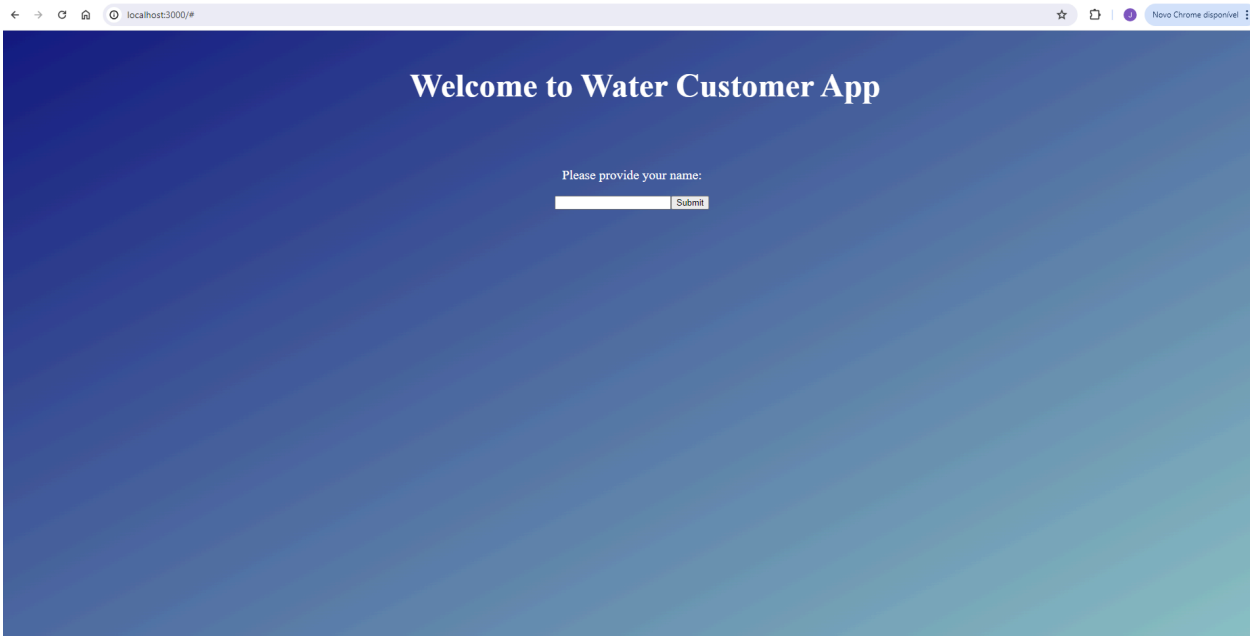 localhost:3000/#
J
Novo Chrome disponível
Welcome to Water Customer App
Please provide your name:
Submit